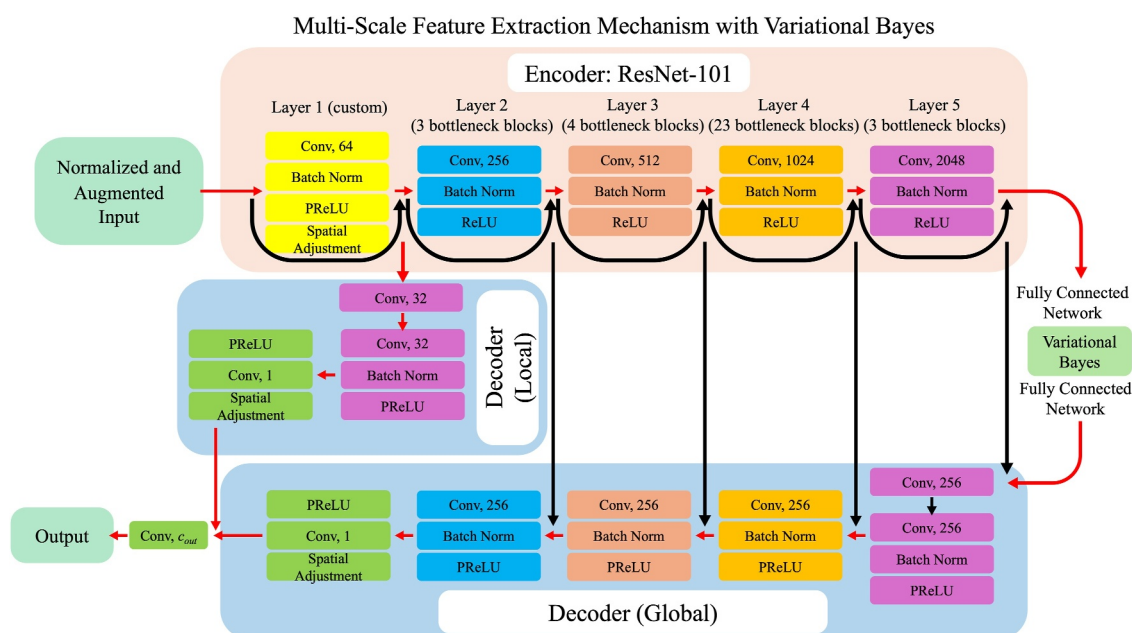 Multi-Scale Feature Extraction Mechanism with Variational Bayes
Encoder: ResNet-101
Layer 1 (custom)
Conv, 64
Batch Norm
PReLU
Spatial
Adjustment
Layer 2
(3 bottleneck blocks)
Conv, 256
Batch Norm
ReLU
Layer 3
(4 bottleneck blocks)
Conv, 512
Batch Norm
ReLU
Layer 4
(23 bottleneck blocks)
Conv, 1024
Batch Norm
ReLU
Layer 5
(3 bottleneck blocks)
Conv, 2048
Batch Norm
ReLU
Normalized and
Augmented
Input
Fully Connected
Network
Variational
Bayes
Fully Connected
Network
Conv, 32
Conv, 32
Batch Norm
PReLU
PReLU
Conv, 1
Spatial
Adjustment
Decoder
(Local)
Conv, 256
Conv, 256
Batch Norm
PReLU
Conv, 256
Batch Norm
PReLU
Conv, 256
Batch Norm
PReLU
Conv, 256
Batch Norm
PReLU
PReLU
Conv, 1
Spatial
Adjustment
Conv, c_out
Output
Decoder (Global)